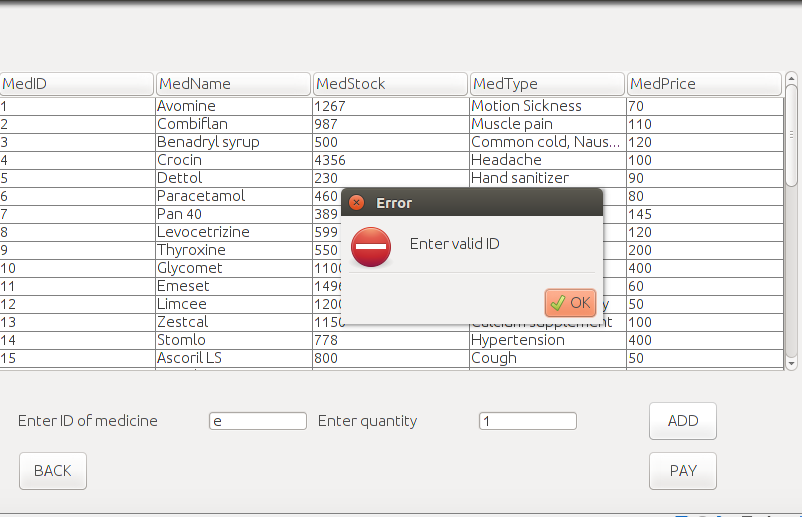 MedID MedName MedStock MedType MedPrice
1 Avomine 1267 Motion Sickness 70
2 Combiflan 987 Muscle pain 110
3 Benadryl syrup 500 Common cold, Naus... 120
4 Crocin 4356 Headache 100
5 Dettol 230 Hand sanitizer 90
6 Paracetamol 460 80
7 Pan 40 389 145
8 Levocetrizine 599 120
9 Thyroxine 550 200
10 Glycomet 1100 400
11 Emeset 1496 60
12 Limcee 1200 50
13 Zestcal 1150 Calcium supplement 100
14 Stomlo 778 Hypertension 400
15 Ascoril LS 800 Cough 50
Error
Enter valid ID
OK
Enter ID of medicine e Enter quantity 1 ADD
BACK PAY